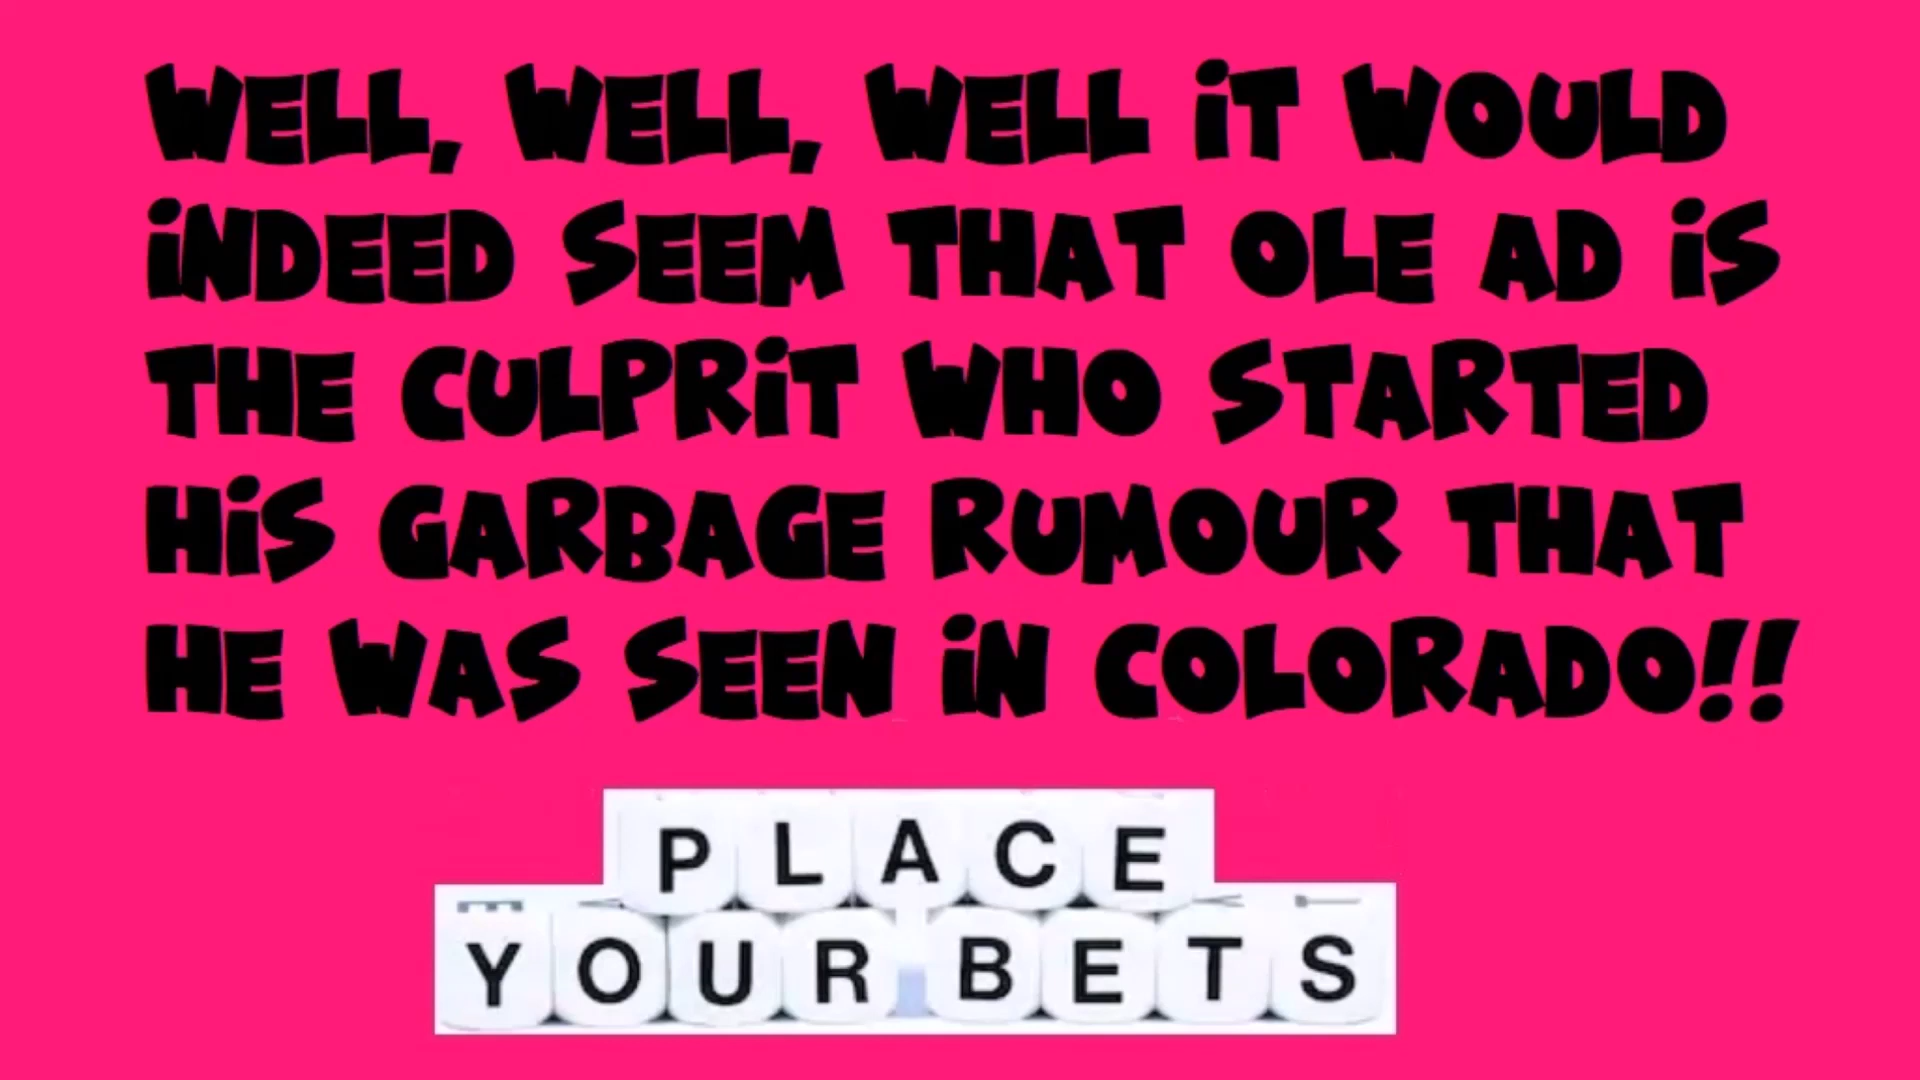 WELL, WELL, WELL iT WOULD
iNDEED SEEM THAT OLE AD iS
THE CULPRiT WHO STARTED
HiS GARBAGE RUMOUR THAT
HE WAS SEEN iN COLORADO!!
PLACE
YOUR BETS